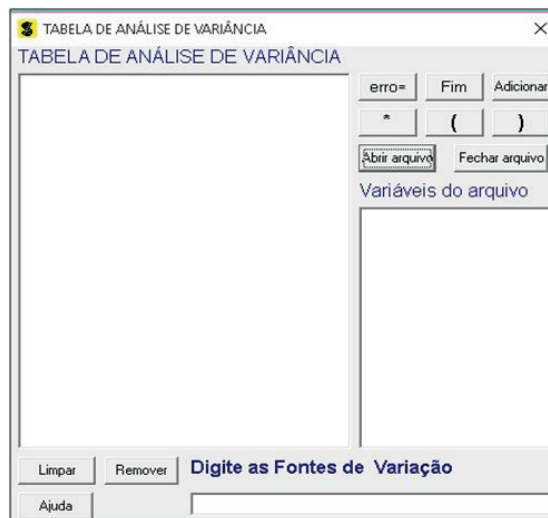 TABELA DE ANÁLISE DE VARIÂNCIA
TABELA DE ANÁLISE DE VARIÂNCIA
erro= Fim Adicionar
* ( )
Abrir arquivo Fechar arquivo
Variáveis do arquivo
Limpar Remover Digite as Fontes de Variação
Ajuda